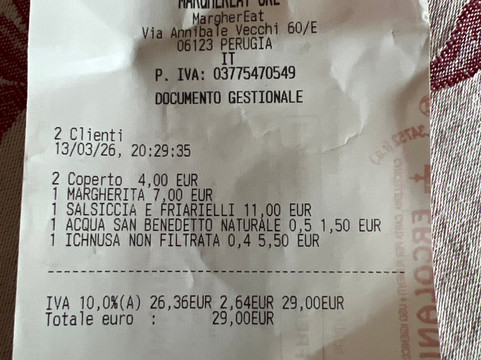 MARGHEREAT SRL
MargherEat
Via Annibale Vecchi 60/E
06123 PERUGIA
IT
P. IVA: 03775470549
DOCUMENTO GESTIONALE
2 Clienti
13/03/26, 20:29:35
2 Coperto 4,00 EUR
1 MARGHERITA 7,00 EUR
1 SALSICCIA E FRIARIELLI 11,00 EUR
1 ACQUA SAN BENEDETTO NATURALE 0,5 1,50 EUR
1 ICHNUSA NON FILTRATA 0,4 5,50 EUR
IVA 10,0%(A) 26,36EUR 2,64EUR 29,00EUR
Totale euro : 29,00EUR
ERCOLANI